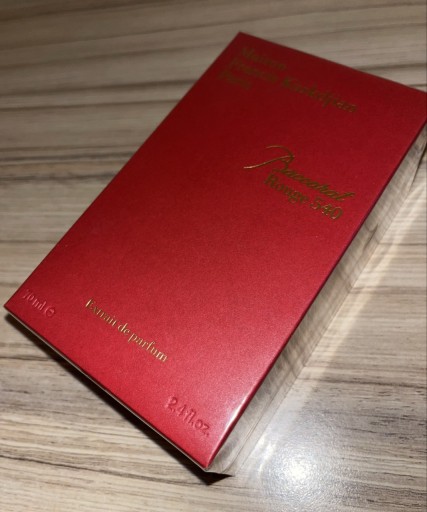 Maison
Francis Kurkdjian
Paris
Baccarat
Rouge 540
Extrait de parfum
70ml e
2.4 fl.oz.